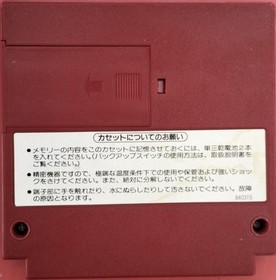 カセットについてのお願い
●メモリーの内容をこのカセットに記憶させておくには、単三乾電池2本
を入れてください。(バックアップスイッチの使用方法は、取扱説明書を
ご覧ください。)
●精密機器ですので、極端な温度条件下での使用や保管および強いショッ
クをさけてください。また、絶対に分解しないでください。
●端子部に手を触れたり、水にぬらしたりして汚さないでください。故障
の原因になります。